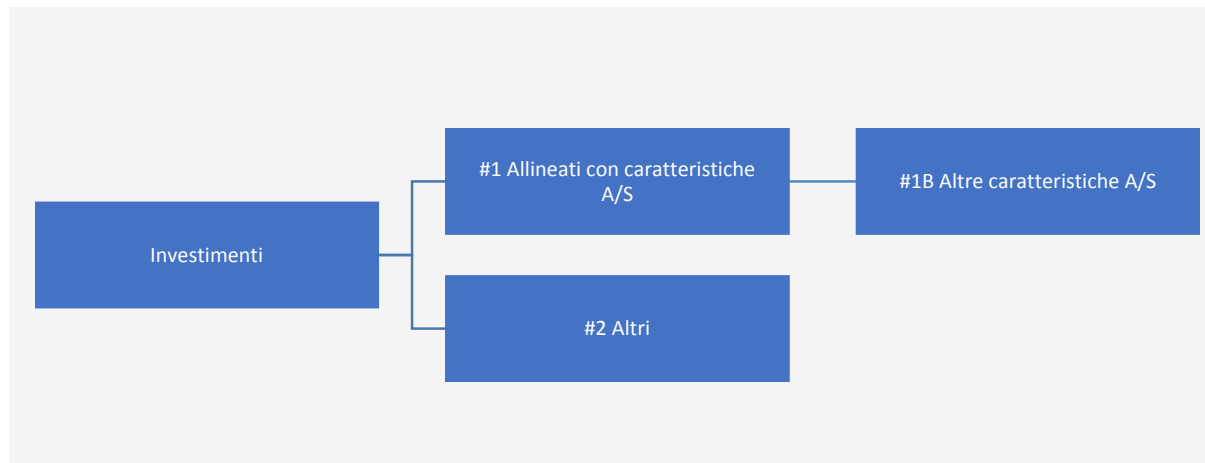 #1 Allineati con caratteristiche
A/S
#1B Altre caratteristiche A/S
Investimenti
#2 Altri